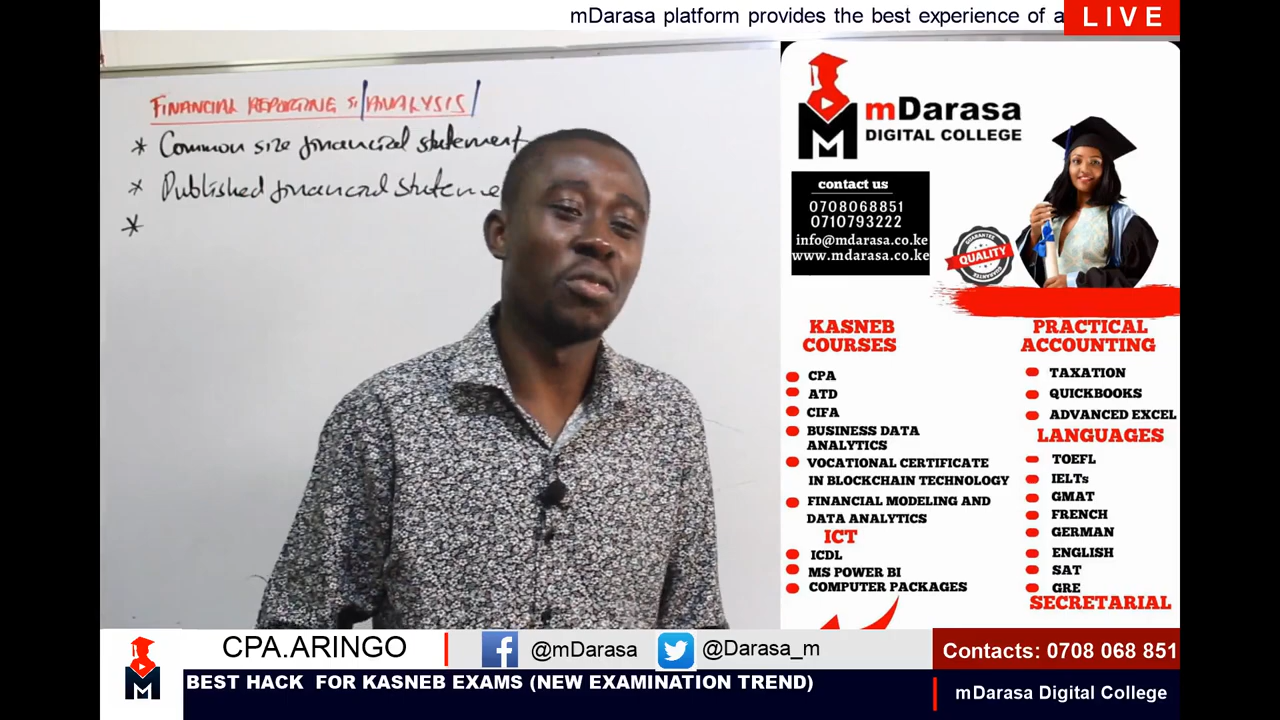 mDarasa platform provides the best experience of a
LIVE
FINANCIAL REPORTING & ANALYSIS
* Common size financial statement
* Published financial Stateme
*
mDarasa
DIGITAL COLLEGE
contact us
0708068851
0710793222
info@mdarasa.co.ke
www.mdarasa.co.ke
GUARANTEE
QUALITY
GUARANTEE
KASNEB
COURSES
CPA
ATD
CIFA
BUSINESS DATA
ANALYTICS
VOCATIONAL CERTIFICATE
IN BLOCKCHAIN TECHNOLOGY
FINANCIAL MODELING AND
DATA ANALYTICS
ICT
ICDL
MS POWER BI
COMPUTER PACKAGES
PRACTICAL
ACCOUNTING
TAXATION
QUICKBOOKS
ADVANCED EXCEL
LANGUAGES
TOEFL
IELTs
GMAT
FRENCH
GERMAN
ENGLISH
SAT
GRE
SECRETARIAL
CPA.ARINGO
@mDarasa
@Darasa_m
Contacts: 0708 068 851
BEST HACK FOR KASNEB EXAMS (NEW EXAMINATION TREND)
mDarasa Digital College